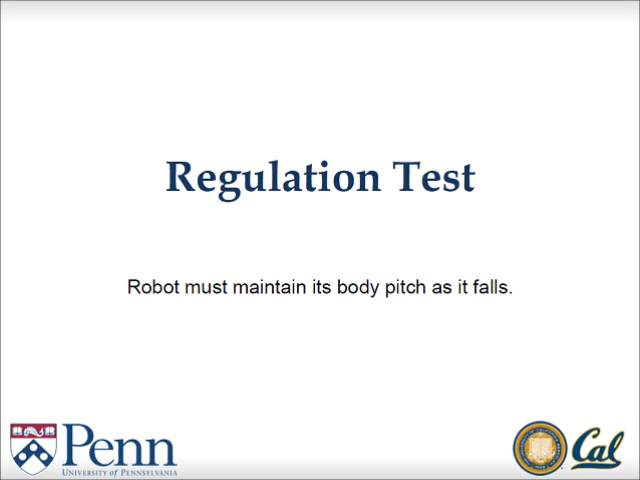 Regulation Test
Robot must maintain its body pitch as it falls.
Penn
UNIVERSITY of PENNSYLVANIA
Cal